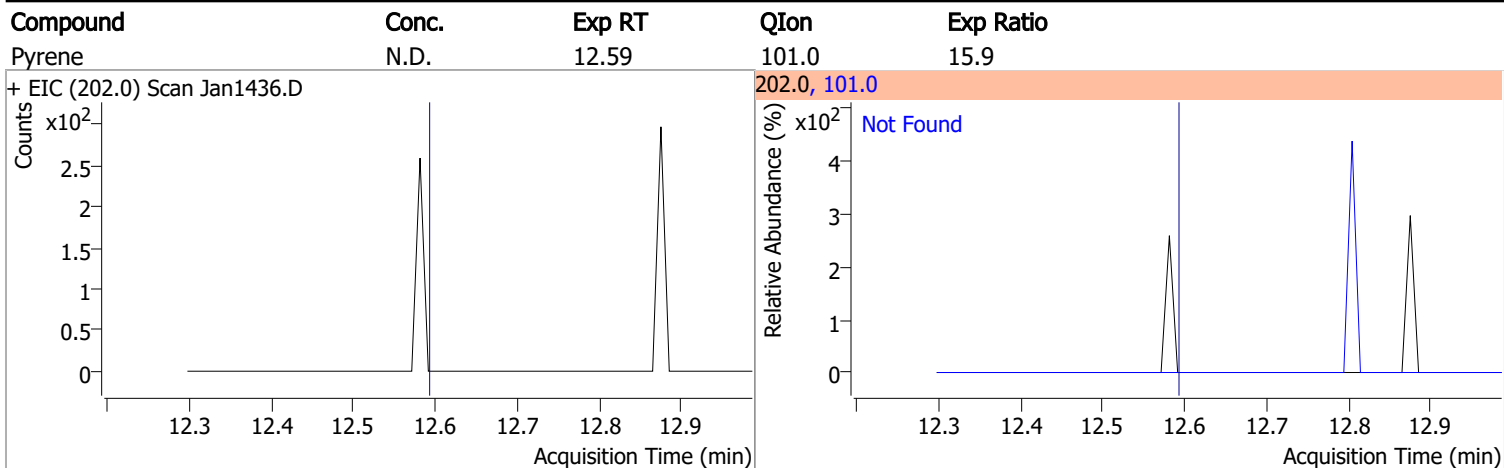 Compound Conc. Exp RT QIon Exp Ratio
Pyrene N.D. 12.59 101.0 15.9
+ EIC (202.0) Scan Jan1436.D
Counts
x10²
2.5
2
1.5
1
0.5
0
12.3 12.4 12.5 12.6 12.7 12.8 12.9
Acquisition Time (min)
202.0, 101.0
Relative Abundance (%)
x10²
Not Found
4
3
2
1
0
12.3 12.4 12.5 12.6 12.7 12.8 12.9
Acquisition Time (min)